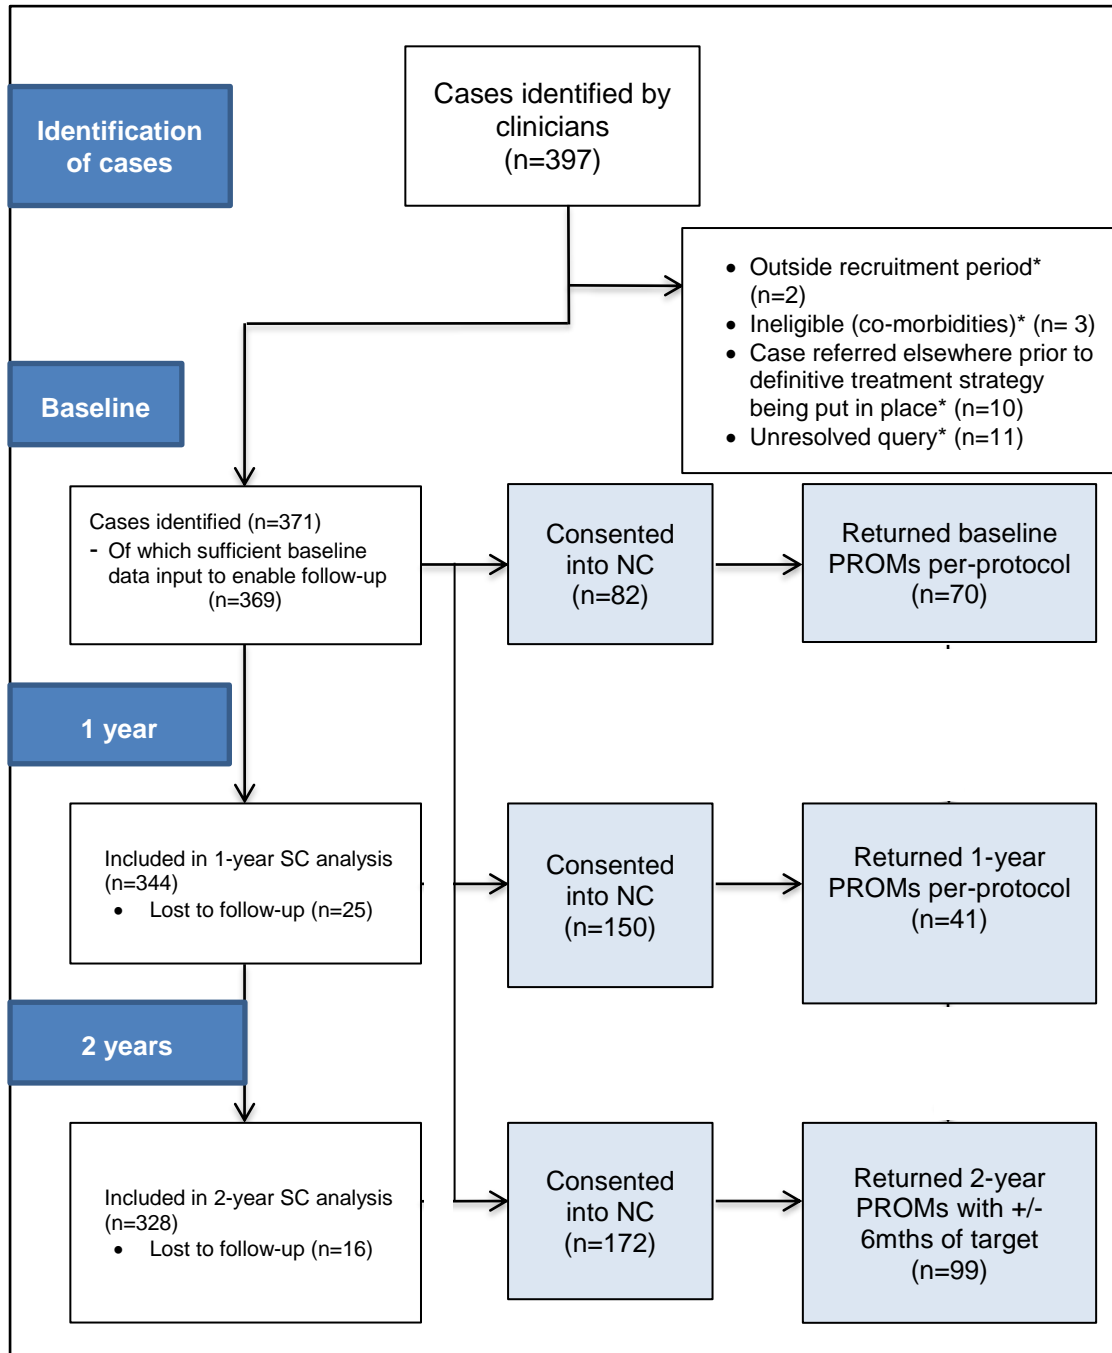 Cases identified by
clinicians
(n=397)
Identification
of cases
• Outside recruitment period*
(n=2)
• Ineligible (co-morbidities)* (n= 3)
• Case referred elsewhere prior to
definitive treatment strategy
being put in place* (n=10)
• Unresolved query* (n=11)
Baseline
Cases identified (n=371)
- Of which sufficient baseline
data input to enable follow-up
(n=369)
Consented
into NC
(n=82)
Returned baseline
PROMs per-protocol
(n=70)
1 year
Included in 1-year SC analysis
(n=344)
• Lost to follow-up (n=25)
Consented
into NC
(n=150)
Returned 1-year
PROMs per-protocol
(n=41)
2 years
Included in 2-year SC analysis
(n=328)
• Lost to follow-up (n=16)
Consented
into NC
(n=172)
Returned 2-year
PROMs with +/-
6mths of target
(n=99)